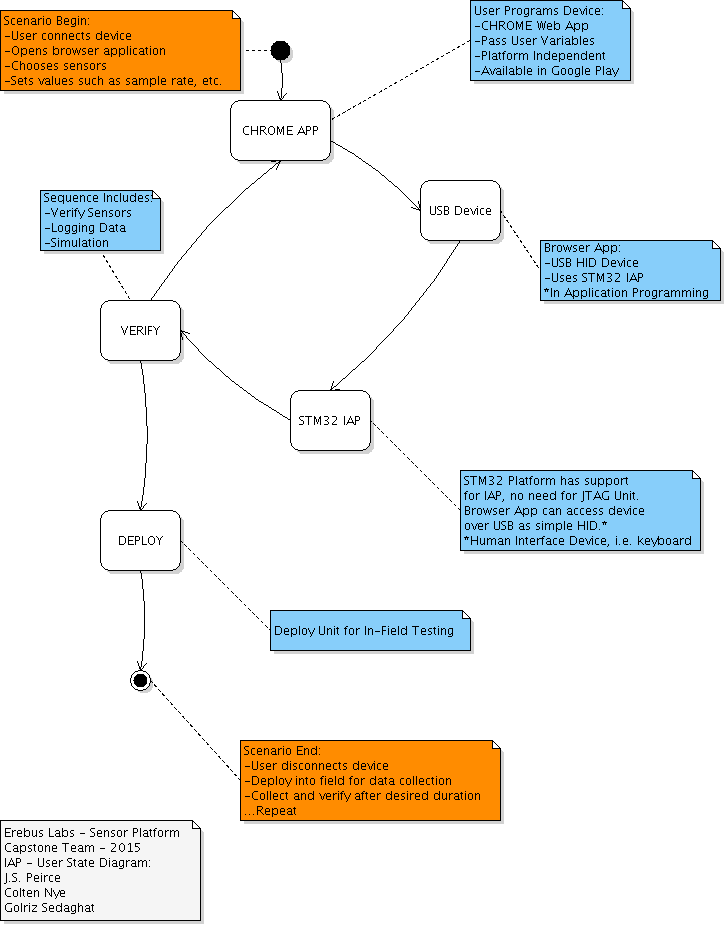 Scenario Begin:
-User connects device
-Opens browser application
-Chooses sensors
-Sets values such as sample rate, etc.
User Programs Device:
-CHROME Web App
-Pass User Variables
-Platform Independent
-Available in Google Play
CHROME APP
USB Device
Sequence Includes:
-Verify Sensors
-Logging Data
-Simulation
Browser App:
-USB HID Device
-Uses STM32 IAP
*In Application Programming
VERIFY
STM32 IAP
STM32 Platform has support
for IAP, no need for JTAG Unit.
Browser App can access device
over USB as simple HID.*
*Human Interface Device, i.e. keyboard
DEPLOY
Deploy Unit for In-Field Testing
Scenario End:
-User disconnects device
-Deploy into field for data collection
-Collect and verify after desired duration
...Repeat
Erebus Labs - Sensor Platform
Capstone Team - 2015
IAP - User State Diagram:
J.S. Peirce
Colten Nye
Golriz Sedaghat